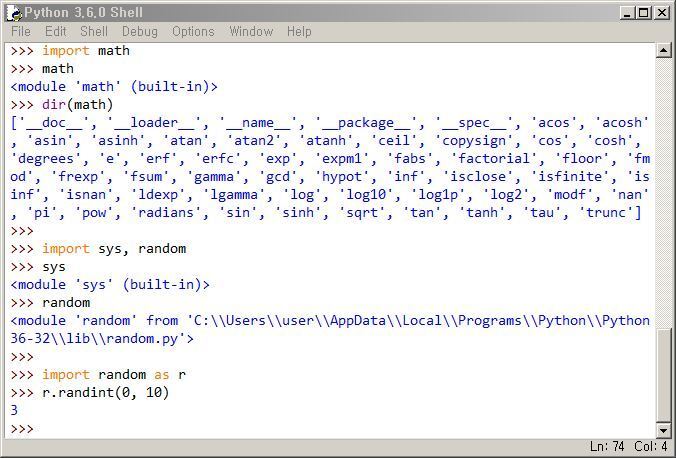 Python 3.6.0 Shell
File Edit Shell Debug Options Window Help
>>> import math
>>> math
<module 'math' (built-in)>
>>> dir(math)
['__doc__', '__loader__', '__name__', '__package__', '__spec__', 'acos', 'acosh'
, 'asin', 'asinh', 'atan', 'atan2', 'atanh', 'ceil', 'copysign', 'cos', 'cosh',
'degrees', 'e', 'erf', 'erfc', 'exp', 'expm1', 'fabs', 'factorial', 'floor', 'fm
od', 'frexp', 'fsum', 'gamma', 'gcd', 'hypot', 'inf', 'isclose', 'isfinite', 'is
inf', 'isnan', 'ldexp', 'lgamma', 'log', 'log10', 'log1p', 'log2', 'modf', 'nan'
, 'pi', 'pow', 'radians', 'sin', 'sinh', 'sqrt', 'tan', 'tanh', 'tau', 'trunc']
>>>
>>> import sys, random
>>> sys
<module 'sys' (built-in)>
>>> random
<module 'random' from 'C:\\Users\\user\\AppData\\Local\\Programs\\Python\\Python
36-32\\lib\\random.py'>
>>>
>>> import random as r
>>> r.randint(0, 10)
3
>>>
Ln: 74 Col: 4